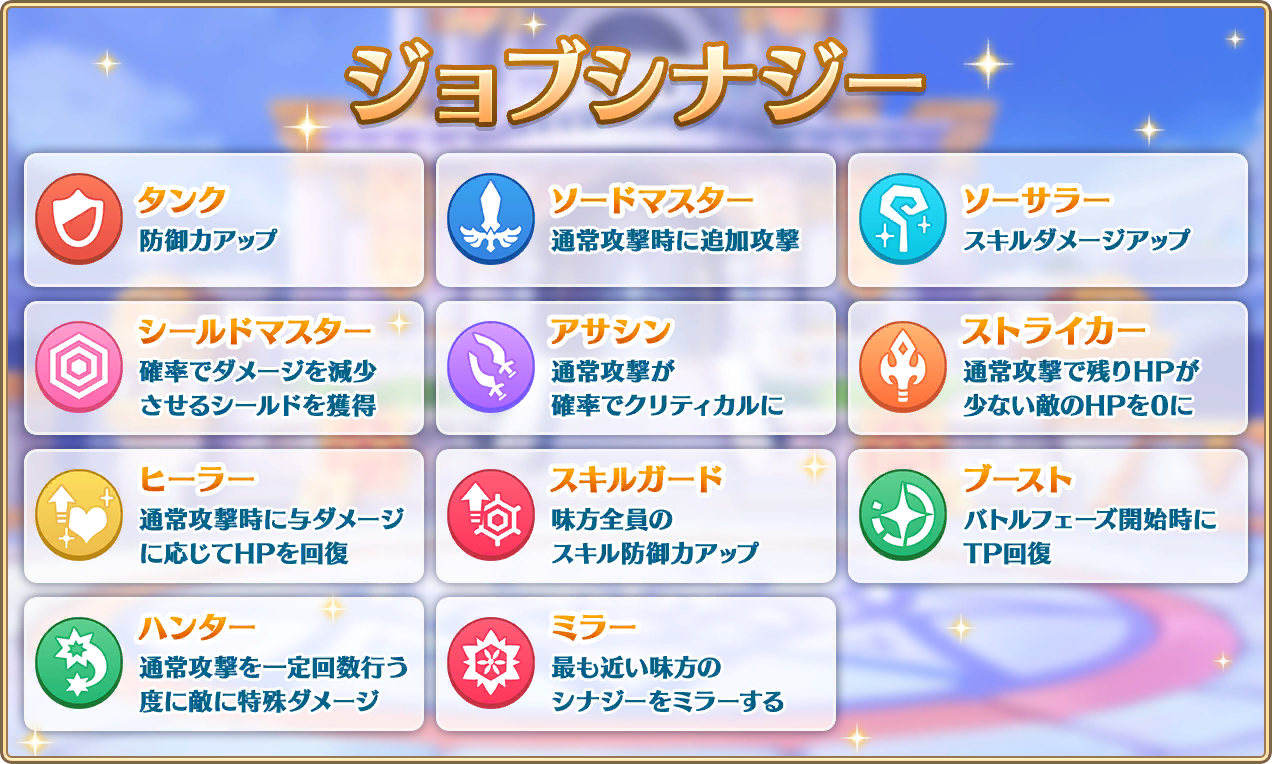 ジョブシナジー
タンク
防御力アップ
ソードマスター
通常攻撃時に追加攻撃
ソーサラー
スキルダメージアップ
シールドマスター
確率でダメージを減少
させるシールドを獲得
アサシン
通常攻撃が
確率でクリティカルに
ストライカー
通常攻撃で残りHPが
少ない敵のHPを0に
ヒーラー
通常攻撃時に与ダメージ
に応じてHPを回復
スキルガード
味方全員の
スキル防御力アップ
ブースト
バトルフェーズ開始時に
TP回復
ハンター
通常攻撃を一定回数行う
度に敵に特殊ダメージ
ミラー
最も近い味方の
シナジーをミラーする